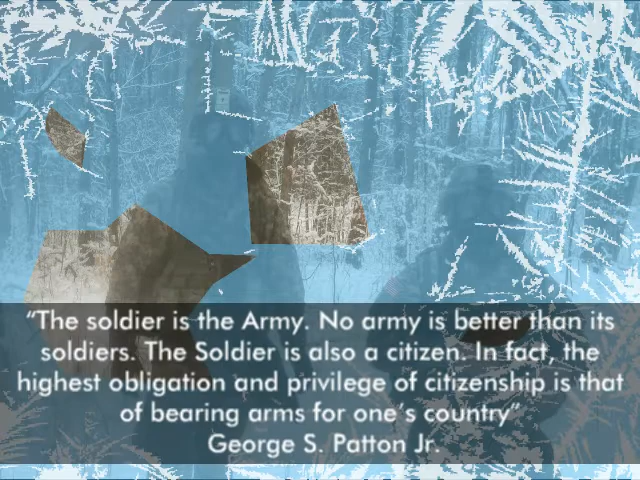 “The soldier is the Army. No army is better than its
soldiers. The Soldier is also a citizen. In fact, the
highest obligation and privilege of citizenship is that
of bearing arms for one’s country”
George S. Patton Jr.